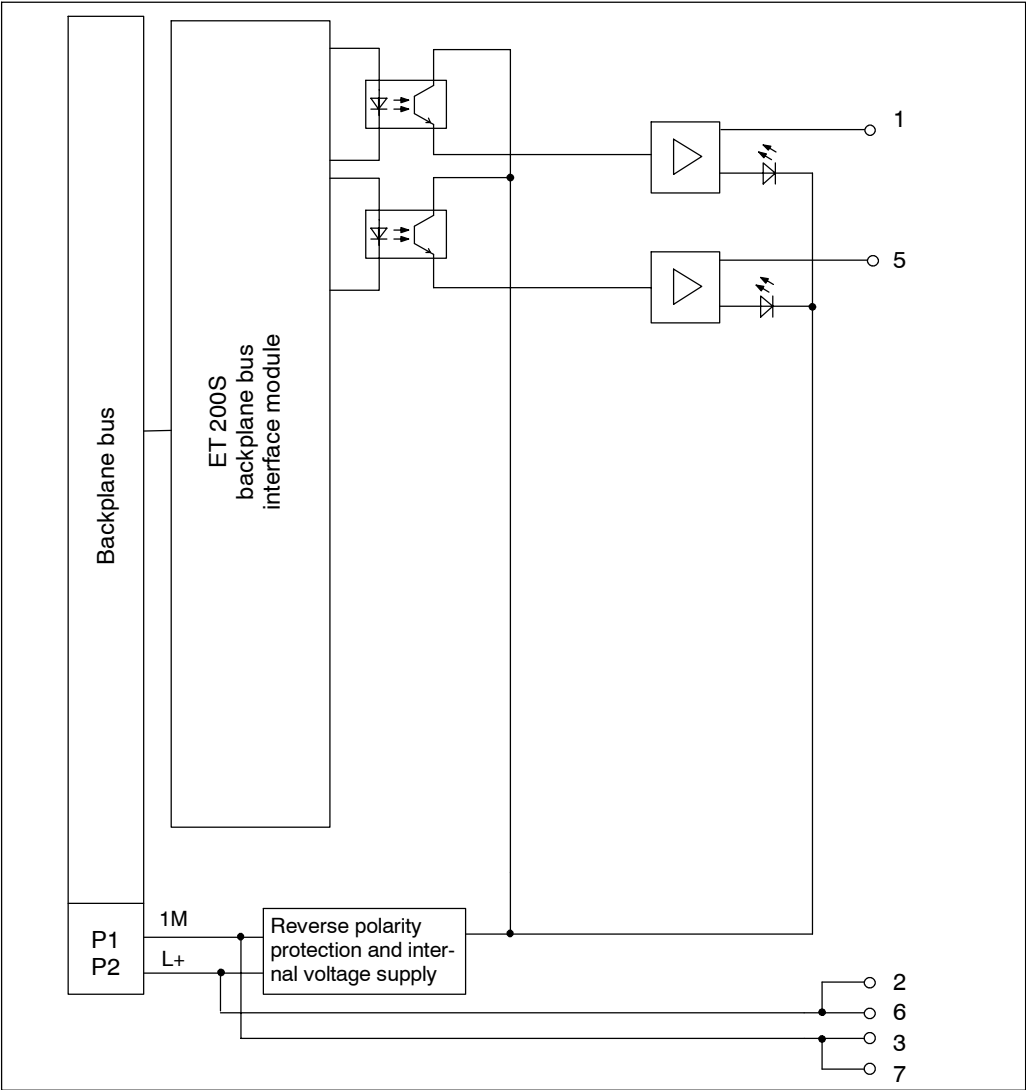 1
5
Backplane bus
ET 200S
backplane bus
interface module
P1
P2
1M
L+
Reverse polarity
protection and inter-
nal voltage supply
2
6
3
7